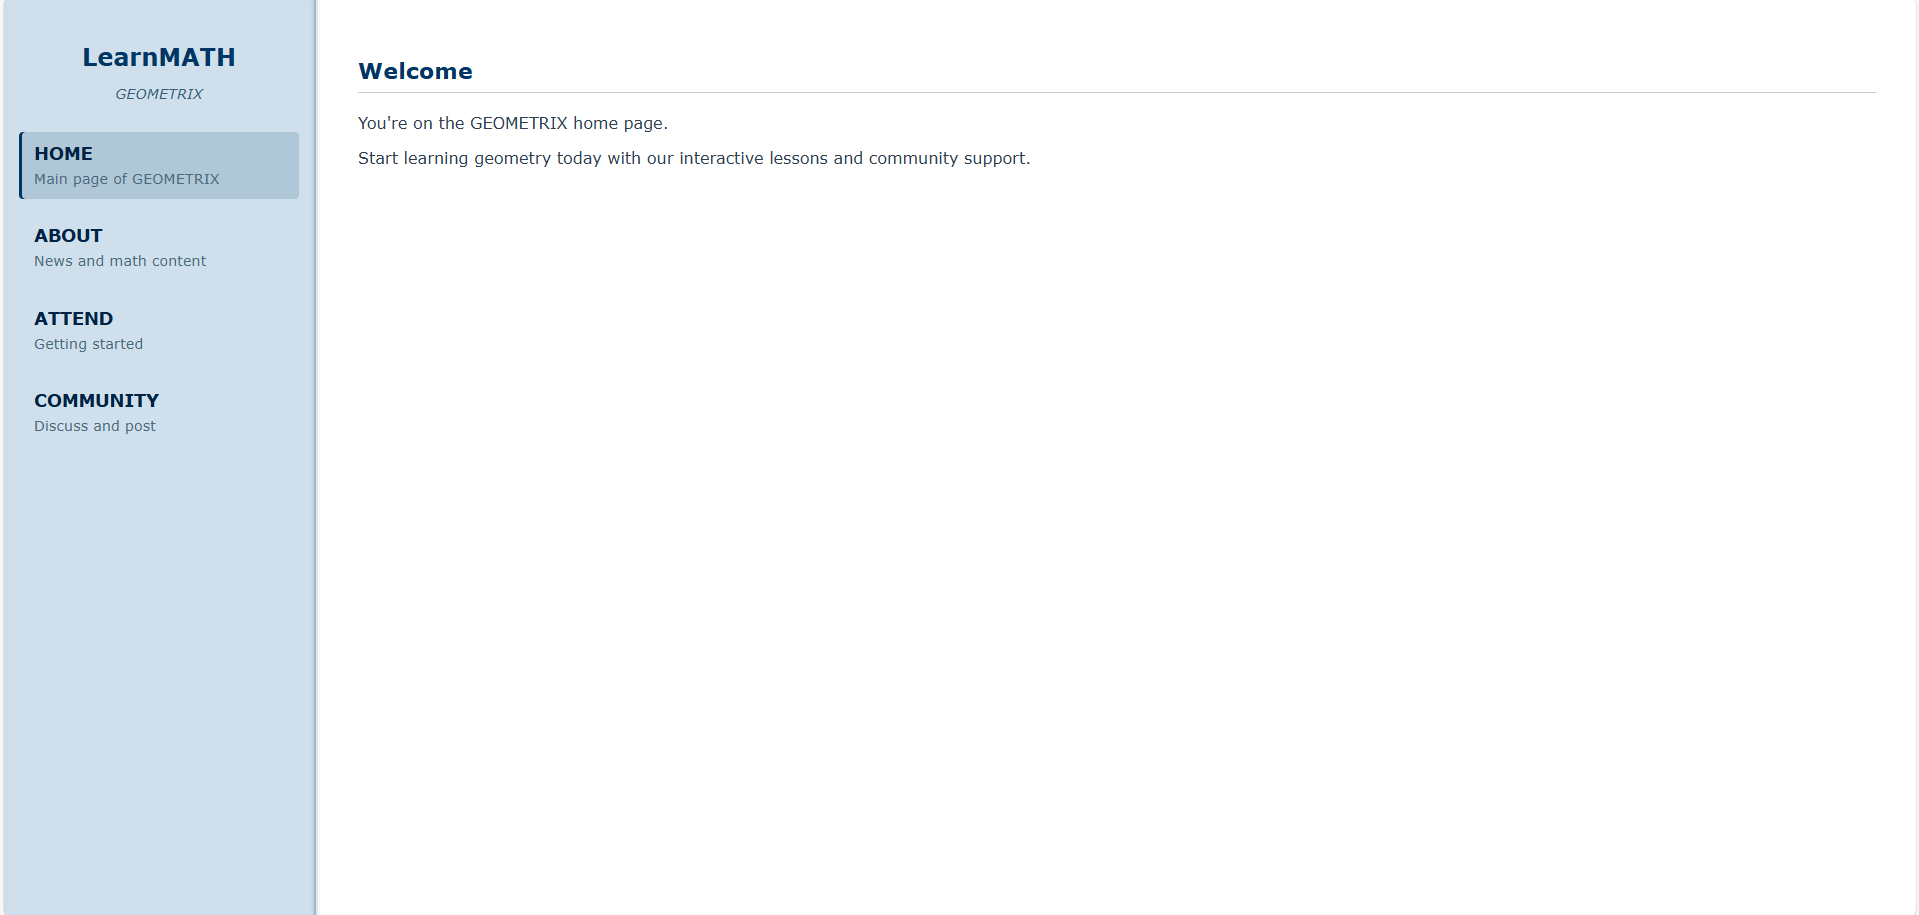 LearnMATH
GEOMETRIX
HOME
Main page of GEOMETRIX
ABOUT
News and math content
ATTEND
Getting started
COMMUNITY
Discuss and post
Welcome
You're on the GEOMETRIX home page.
Start learning geometry today with our interactive lessons and community support.